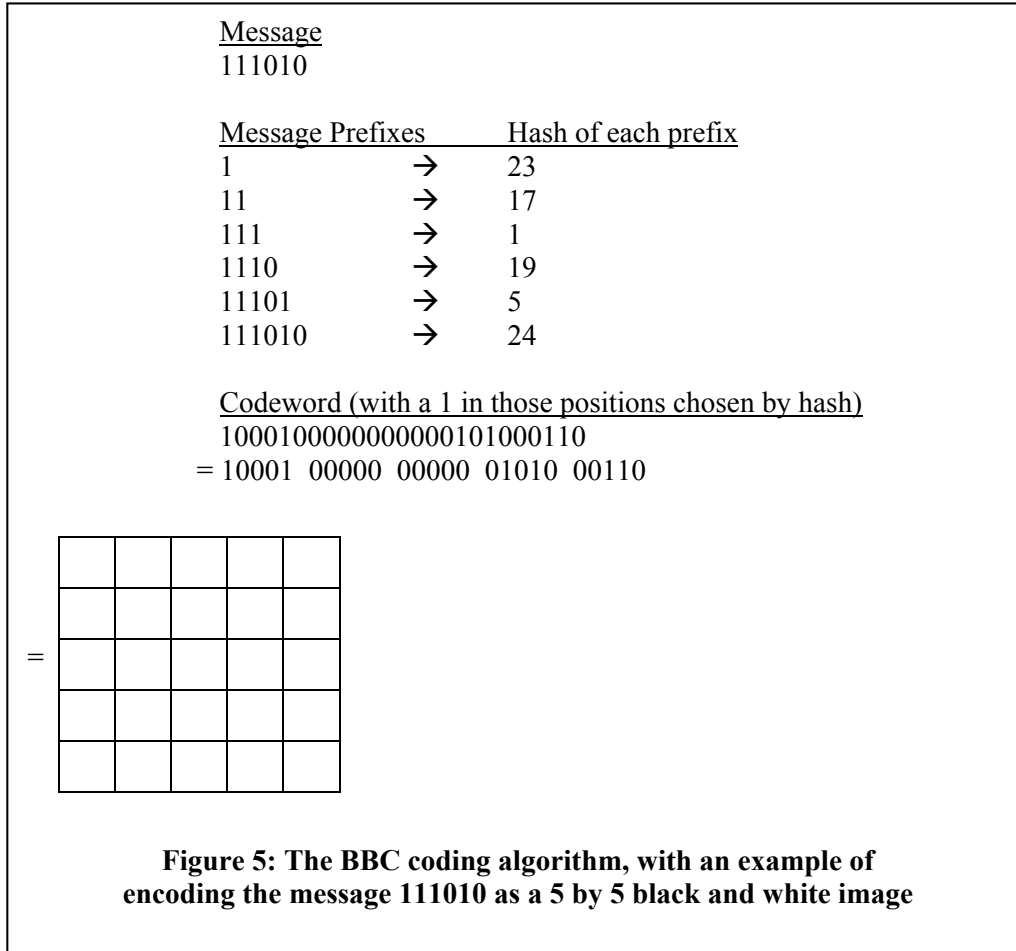 Message
111010
Message Prefixes Hash of each prefix
1 → 23
11 → 17
111 → 1
1110 → 19
11101 → 5
111010 → 24
Codeword (with a 1 in those positions chosen by hash)
1000100000000000101000110
= 10001 00000 00000 01010 00110
=
Figure 5: The BBC coding algorithm, with an example of
encoding the message 111010 as a 5 by 5 black and white image